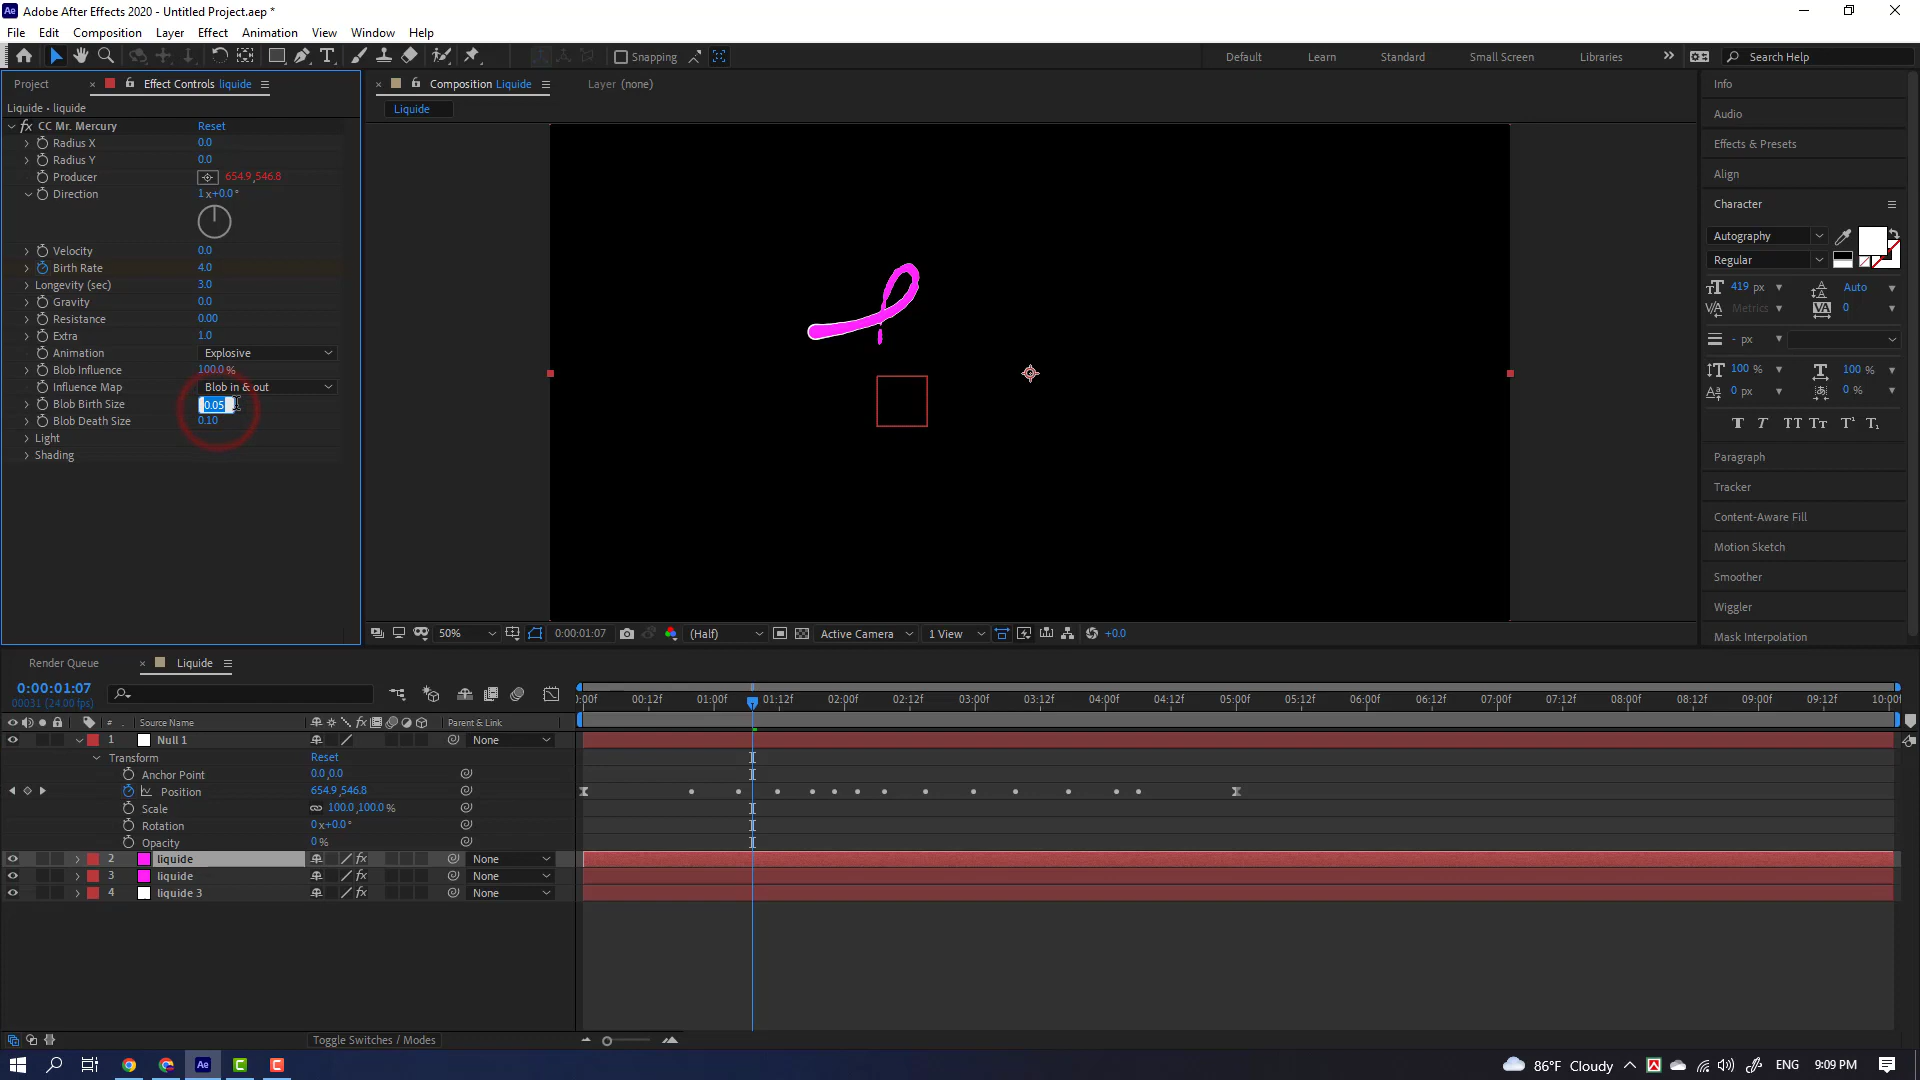 Adobe After Effects 2020 - Untitled Project.aep *
File Edit Composition Layer Effect Animation View Window Help
Snapping
Default Learn Standard Small Screen Libraries
Search Help
Project
Effect Controls liquide
Composition Liquide
Layer (none)
Liquide • liquide
Liquide
CC Mr. Mercury Reset
Radius X 0.0
Radius Y 0.0
Producer 654.9,546.8
Direction 1x+0.0°
Velocity 0.0
Birth Rate 4.0
Longevity (sec) 3.0
Gravity 0.0
Resistance 0.00
Extra 1.0
Animation Explosive
Blob Influence 100.0 %
Influence Map Blob in & out
Blob Birth Size 0.05
Blob Death Size 0.10
Light
Shading
Info
Audio
Effects & Presets
Align
Character
Autography
Regular
419 px Auto
Metrics 0
- px
100 % 100 %
0 px 0 %
Paragraph
Tracker
Content-Aware Fill
Motion Sketch
Smoother
Wiggler
Mask Interpolation
50% 0:00:01:07 (Half) Active Camera 1 View +0.0
Render Queue Liquide
0:00:01:07
00031 (24.00 fps)
:00f 00:12f 01:00f 01:12f 02:00f 02:12f 03:00f 03:12f 04:00f 04:12f 05:00f 05:12f 06:00f 06:12f 07:00f 07:12f 08:00f 08:12f 09:00f 09:12f 10:00f
# Source Name Parent & Link
1 Null 1 None
Transform Reset
Anchor Point 0.0,0.0
Position 654.9,546.8
Scale 100.0,100.0 %
Rotation 0x+0.0°
Opacity 0 %
2 liquide None
3 liquide None
4 liquide 3 None
Toggle Switches / Modes
86°F Cloudy ENG 9:09 PM